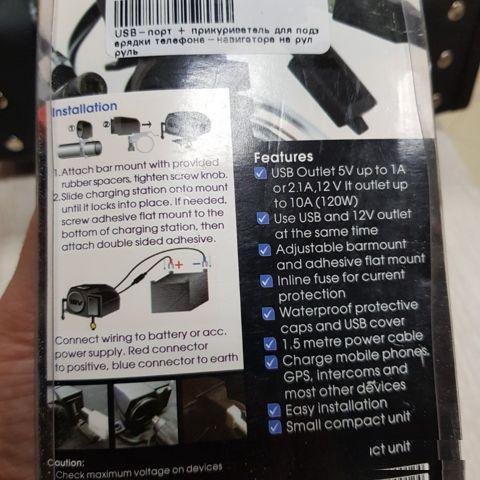 USB-порт + прикуриватель для подз
арядки телефона-навигатора на рул
руль
Installation
① ②
1.Attach bar mount with provided
rubber spacers, tighten screw knob.
2.Slide charging station onto mount
until it locks into place. If needed,
screw adhesive flat mount to the
bottom of charging station, then
attach double sided adhesive.
+ -
12V
Connect wiring to battery or acc.
power supply. Red connector
to positive, blue connector to earth
Features
USB Outlet 5V up to 1A
or 2.1A,12 V lt outlet up
to 10A (120W)
Use USB and 12V outlet
at the same time
Adjustable barmount
and adhesive flat mount
Inline fuse for current
protection
Waterproof protective
caps and USB cover
1.5 metre power cable
Charge mobile phones,
GPS, intercoms and
most other devices
Easy installation
Small compact unit
ıct unit
Caution:
Check maximum voltage on devices